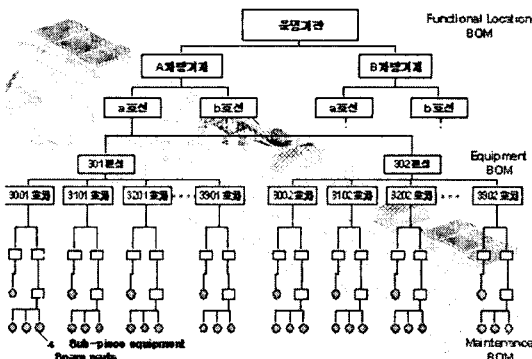 운영기관
Functional Location
BOM
A차량기지
B차량기지
a호선
b호선
a호선
b호선
301편성
302편성
Equipment
BOM
3001호차
3101호차
3201호차
3901호차
3002호차
3102호차
3202호차
3902호차
Sub-piece equipment
Spare parts
Maintenance
BOM